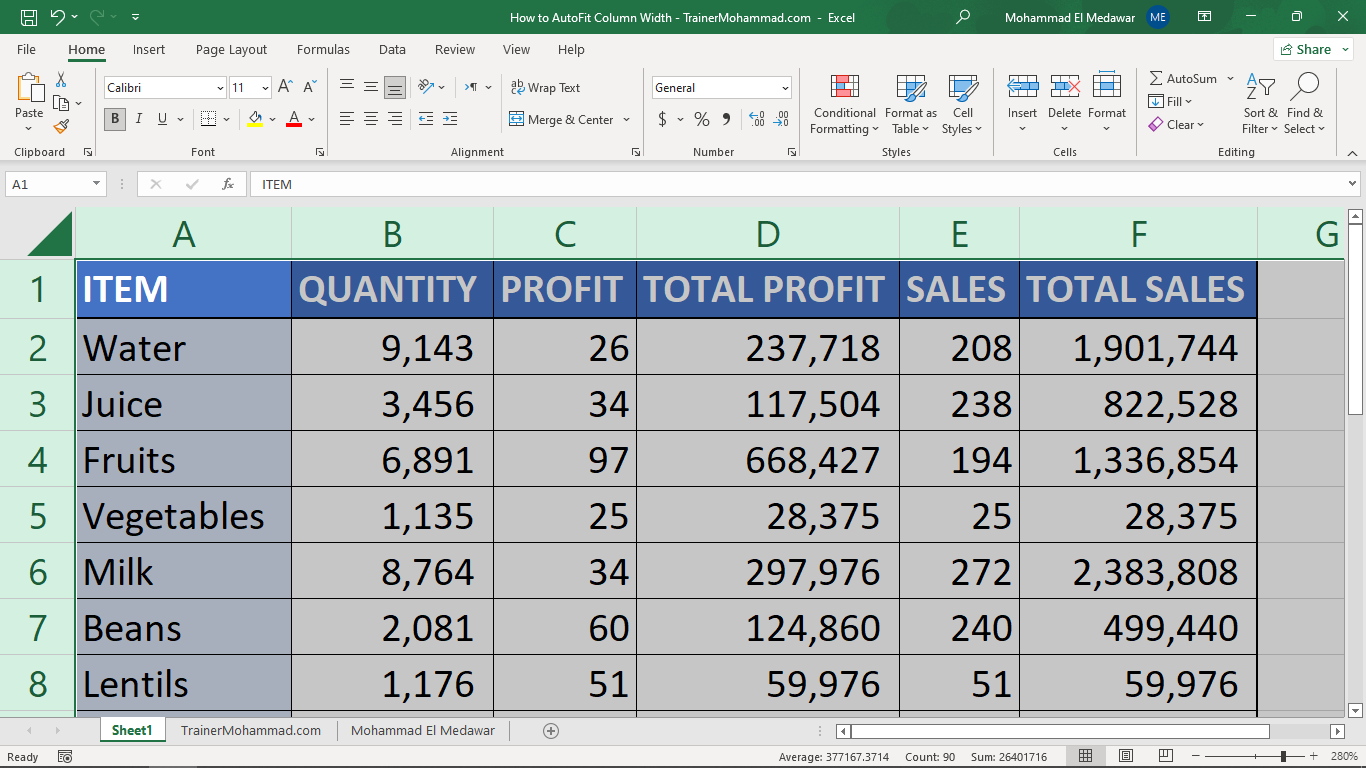 How to AutoFit Column Width - TrainerMohammad.com - Excel
Mohammad El Medawar ME
File Home Insert Page Layout Formulas Data Review View Help
Share
Calibri 11
ab Wrap Text
General
Paste
B I U A
Merge & Center
$ % 9
Conditional Formatting
Format as Table
Cell Styles
Insert Delete Format
AutoSum
Fill
Clear
Sort & Filter
Find & Select
Clipboard Font Alignment Number Styles Cells Editing
A1 fx ITEM
A B C D E F G
1 ITEM QUANTITY PROFIT TOTAL PROFIT SALES TOTAL SALES
2 Water 9,143 26 237,718 208 1,901,744
3 Juice 3,456 34 117,504 238 822,528
4 Fruits 6,891 97 668,427 194 1,336,854
5 Vegetables 1,135 25 28,375 25 28,375
6 Milk 8,764 34 297,976 272 2,383,808
7 Beans 2,081 60 124,860 240 499,440
8 Lentils 1,176 51 59,976 51 59,976
Sheet1 TrainerMohammad.com Mohammad El Medawar
Ready Average: 377167.3714 Count: 90 Sum: 26401716 280%